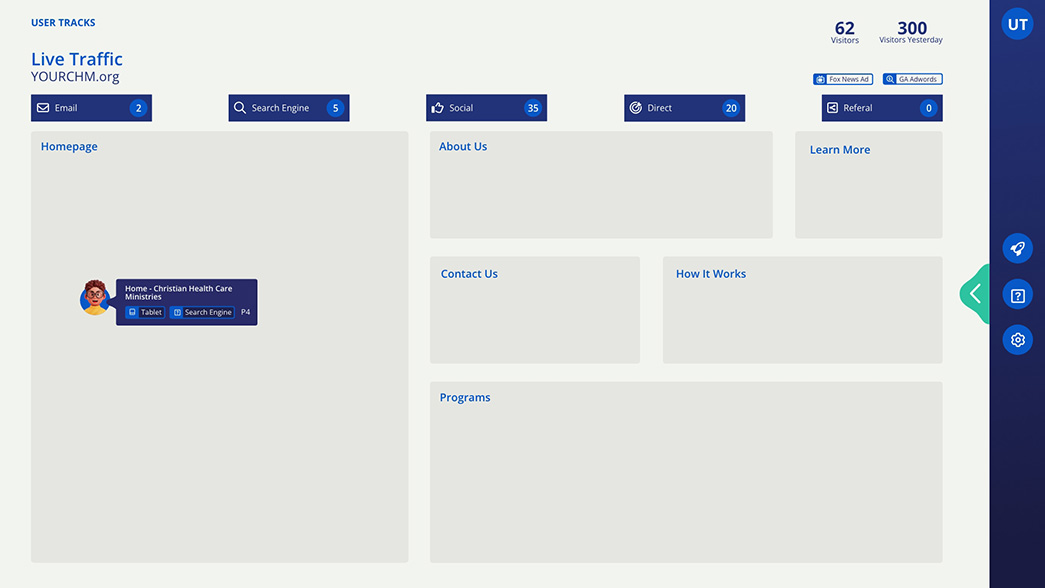 USER TRACKS
UT
62
Visitors
300
Visitors Yesterday
Live Traffic
YOURCHM.org
Fox News Ad
GA Adwords
Email 2
Search Engine 5
Social 35
Direct 20
Referal 0
Homepage
About Us
Learn More
Contact Us
How It Works
Home - Christian Health Care
Ministries
Tablet Search Engine P4
Programs